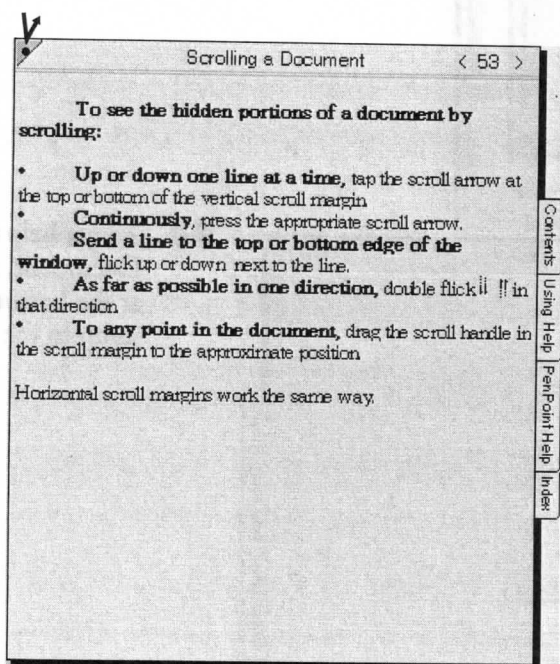 Scrolling a Document < 53 >
To see the hidden portions of a document by
scrolling:
• Up or down one line at a time, tap the scroll arrow at
the top or bottom of the vertical scroll margin
• Continuously, press the appropriate scroll arrow.
• Send a line to the top or bottom edge of the
window, flick up or down next to the line.
• As far as possible in one direction, double flick in
that direction
• To any point in the document, drag the scroll handle in
the scroll margin to the approximate position
Horizontal scroll margins work the same way.
Contents
Using Help
PenPoint Help
Index